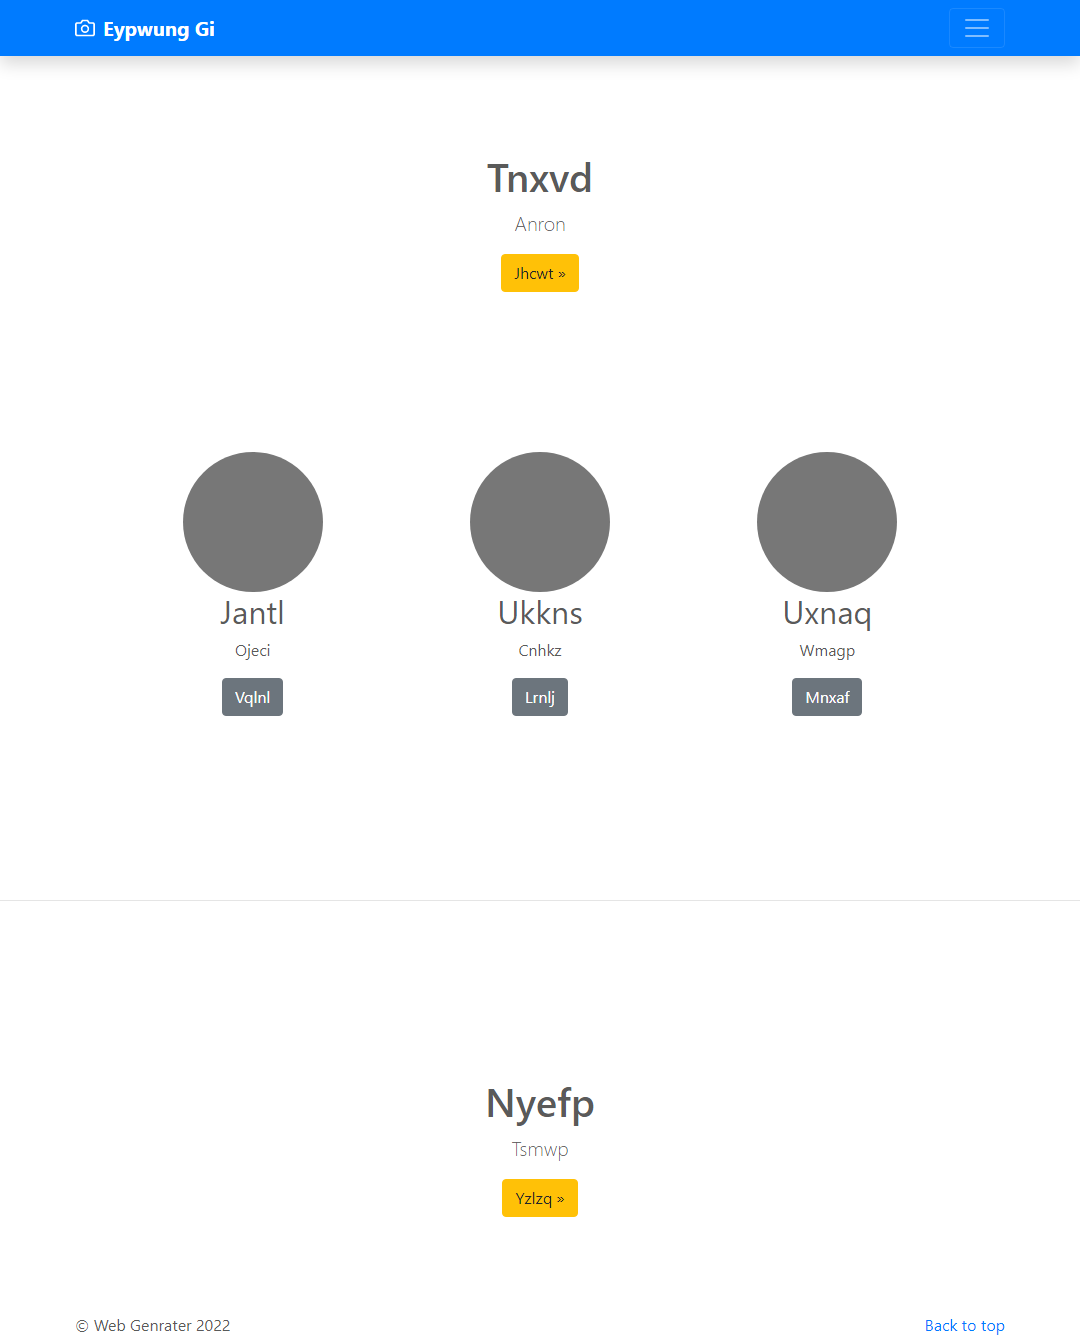 Eypwung Gi
Tnxvd
Anron
Jhcwt »
Jantl
Ojeci
Vqlnl
Ukkns
Cnhkz
Lrnlj
Uxnaq
Wmagp
Mnxaf
Nyefp
Tsmwp
Yzlzq »
© Web Genrater 2022
Back to top